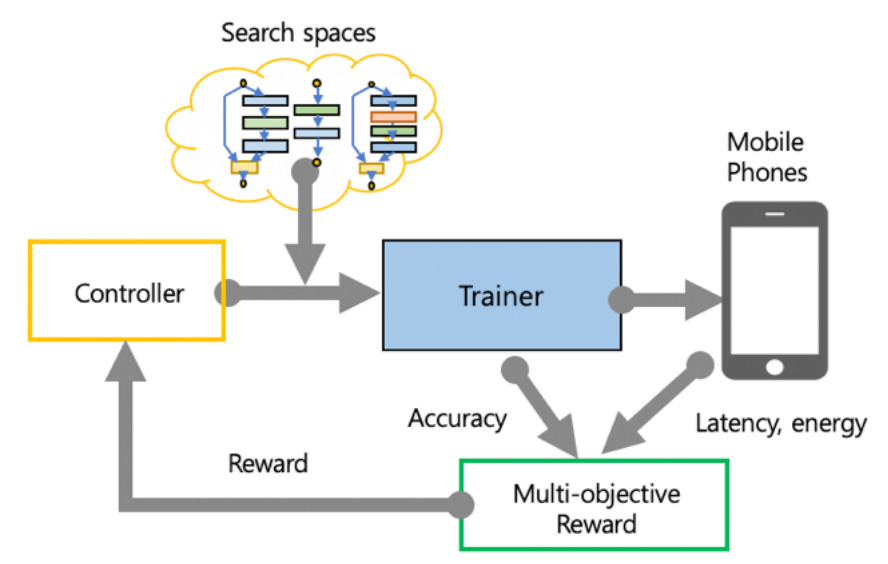 Search spaces
Mobile
Phones
Controller
Trainer
Accuracy
Latency, energy
Reward
Multi-objective
Reward